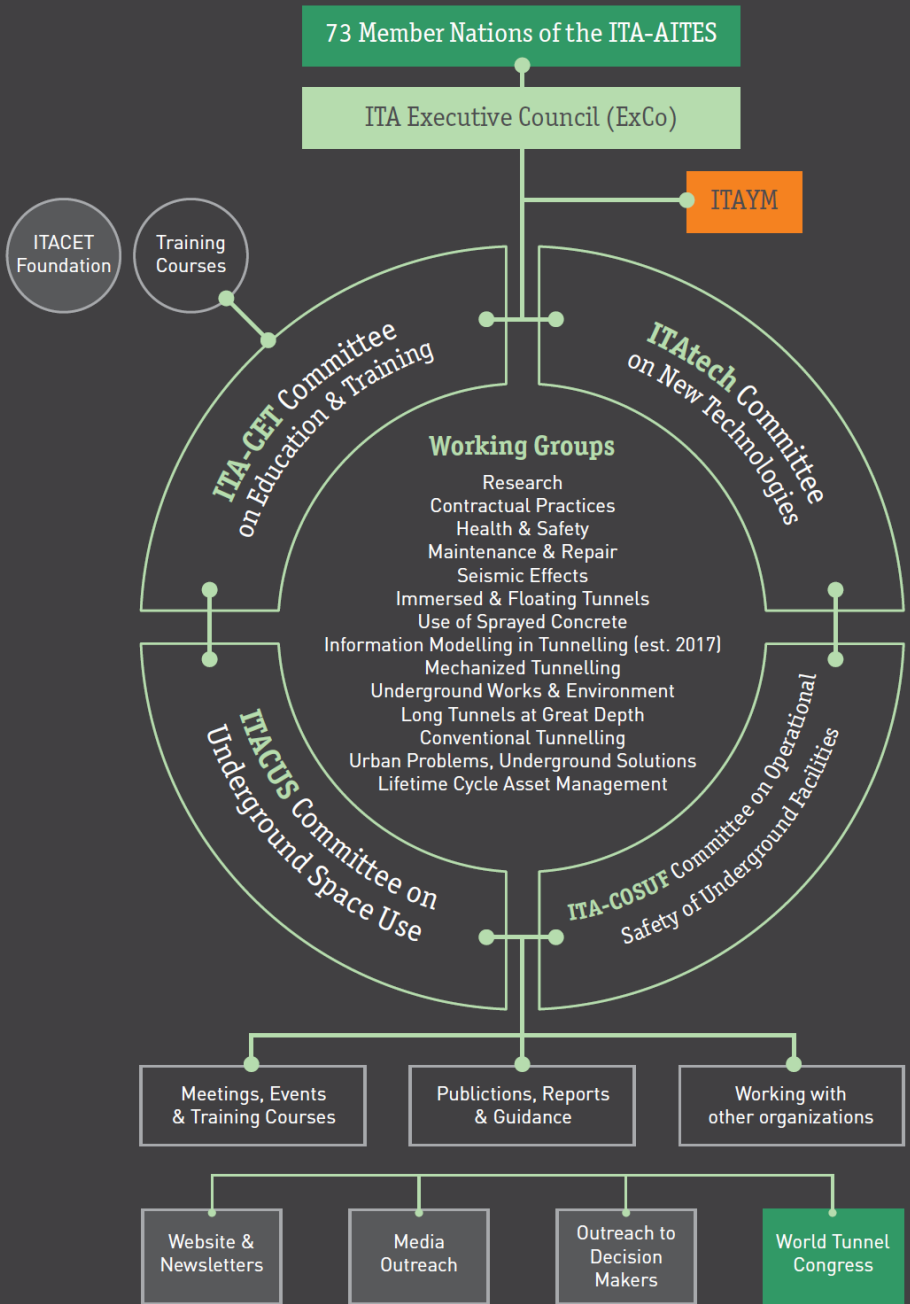 73 Member Nations of the ITA-AITES
ITA Executive Council (ExCo)
ITAYM
ITACET
Foundation
Training
Courses
ITA-CET Committee
on Education & Training
ITAtech Committee
on New Technologies
Working Groups
Research
Contractual Practices
Health & Safety
Maintenance & Repair
Seismic Effects
Immersed & Floating Tunnels
Use of Sprayed Concrete
Information Modelling in Tunnelling (est. 2017)
Mechanized Tunnelling
Underground Works & Environment
Long Tunnels at Great Depth
Conventional Tunnelling
Urban Problems, Underground Solutions
Lifetime Cycle Asset Management
ITACUS Committee on
Underground Space Use
ITA-COSUF Committee on Operational
Safety of Underground Facilities
Meetings, Events
& Training Courses
Publictions, Reports
& Guidance
Working with
other organizations
Website &
Newsletters
Media
Outreach
Outreach to
Decision
Makers
World Tunnel
Congress